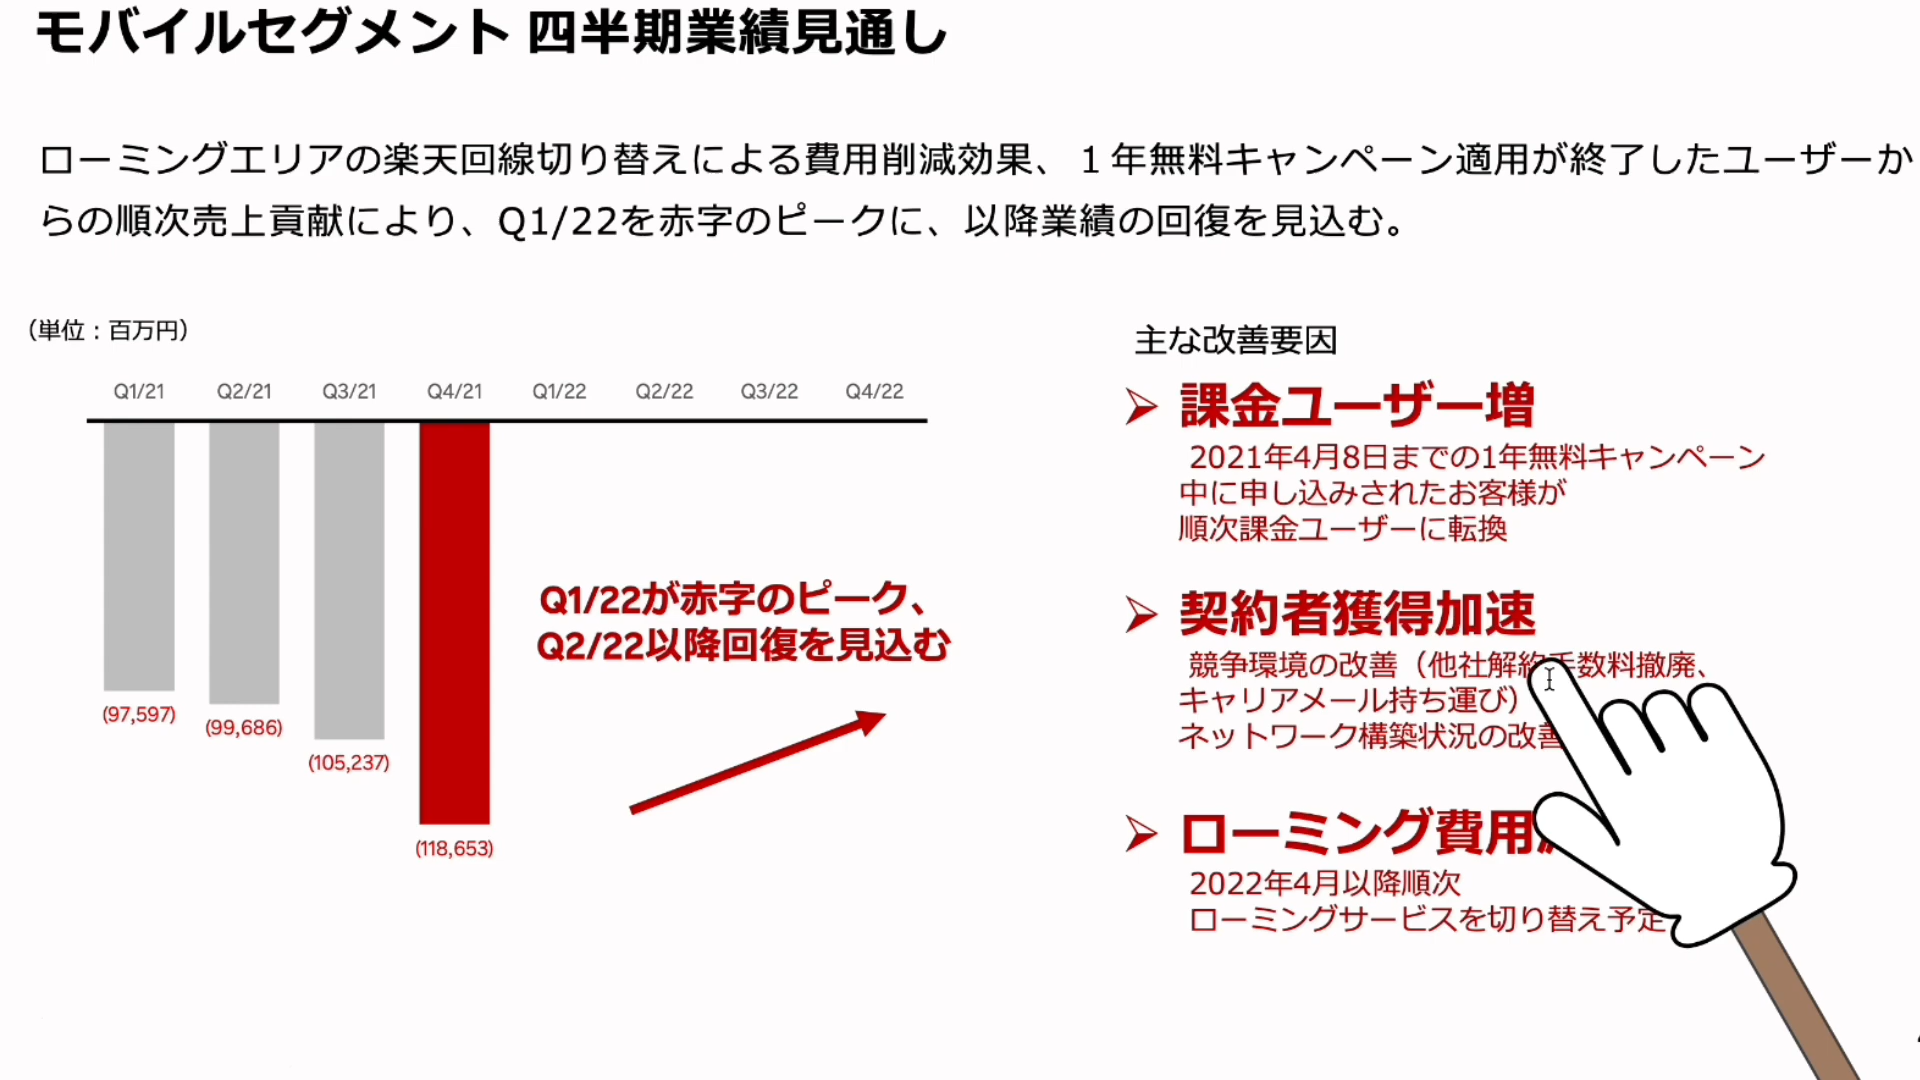 モバイルセグメント 四半期業績見通し
ローミングエリアの楽天回線切り替えによる費用削減効果、１年無料キャンペーン適用が終了したユーザーか
らの順次売上貢献により、Q1/22を赤字のピークに、以降業績の回復を見込む。
（単位：百万円）
Q1/21 Q2/21 Q3/21 Q4/21 Q1/22 Q2/22 Q3/22 Q4/22
(97,597)
(99,686)
(105,237)
(118,653)
Q1/22が赤字のピーク、
Q2/22以降回復を見込む
主な改善要因
➢ 課金ユーザー増
2021年4月8日までの1年無料キャンペーン
中に申し込みされたお客様が
順次課金ユーザーに転換
➢ 契約者獲得加速
競争環境の改善（他社解約手数料撤廃、
キャリアメール持ち運び）
ネットワーク構築状況の改善
➢ ローミング費用
2022年4月以降順次
ローミングサービスを切り替え予定